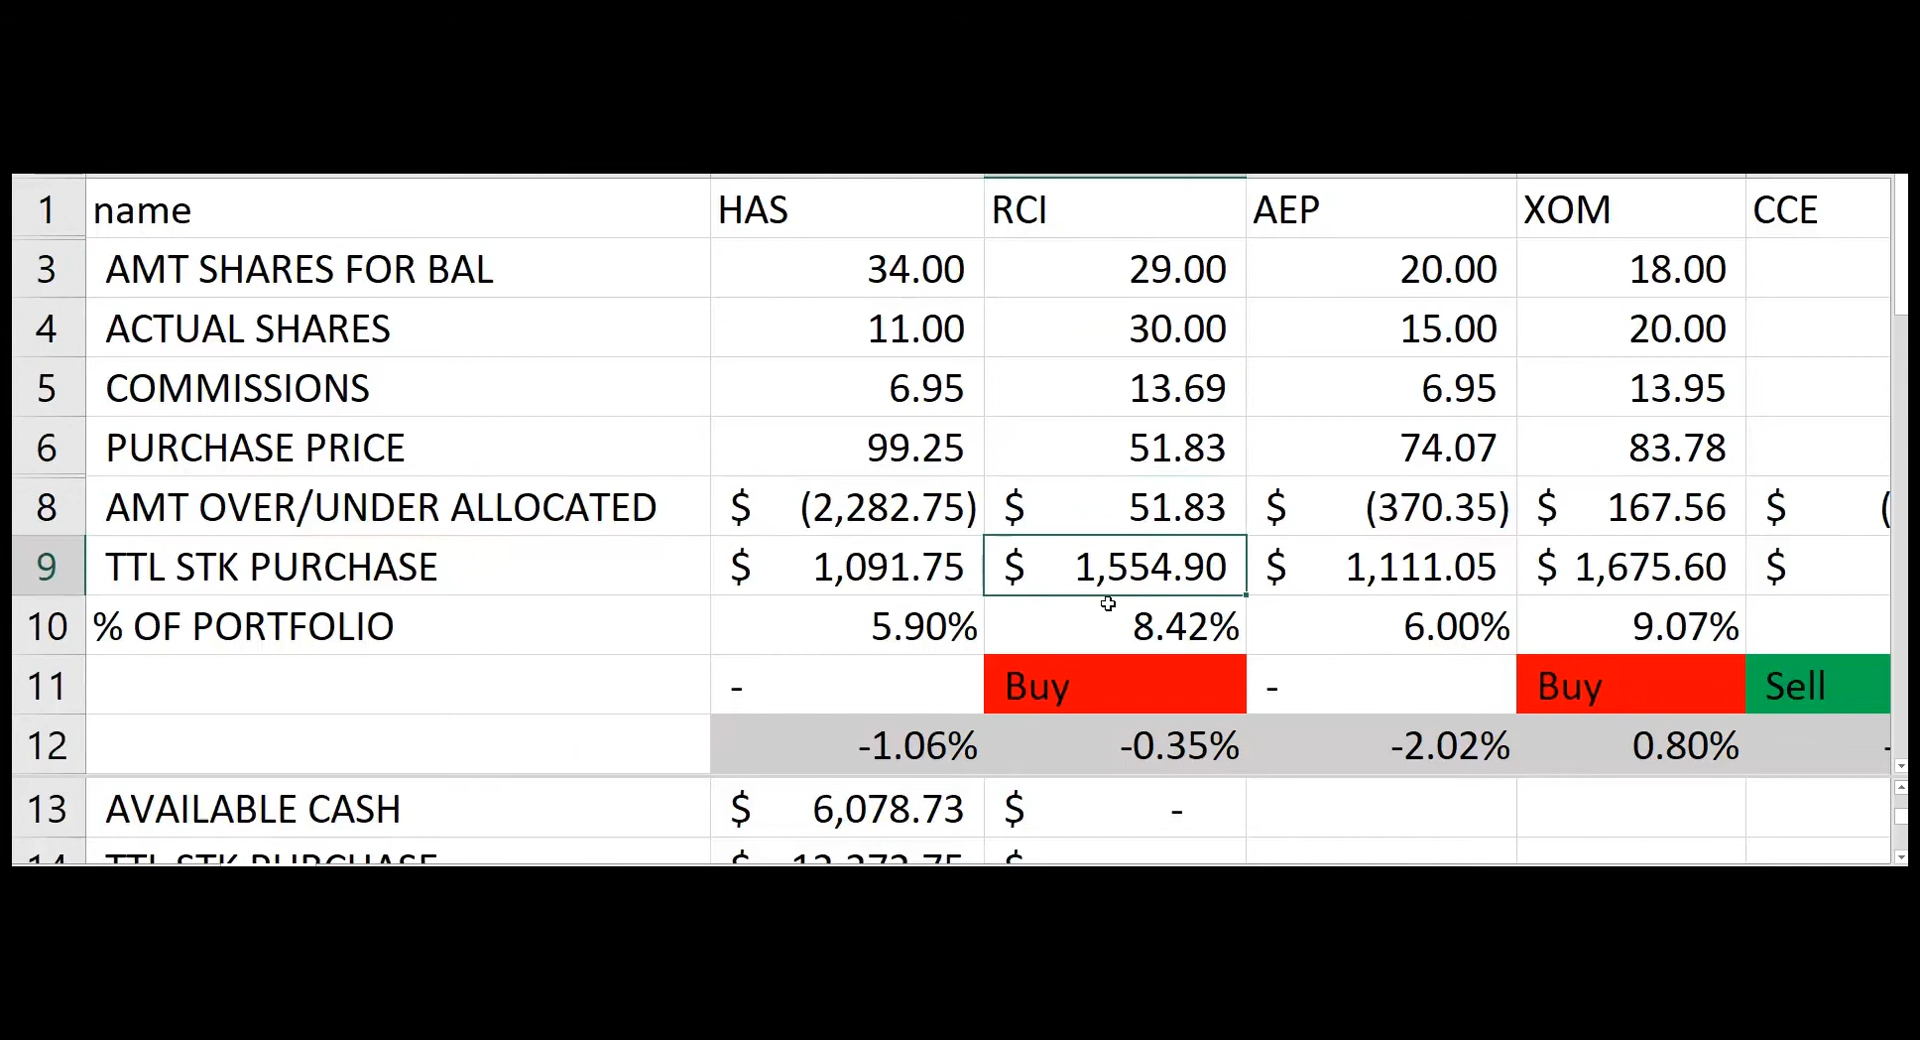 1 name HAS RCI AEP XOM CCE
3 AMT SHARES FOR BAL 34.00 29.00 20.00 18.00
4 ACTUAL SHARES 11.00 30.00 15.00 20.00
5 COMMISSIONS 6.95 13.69 6.95 13.95
6 PURCHASE PRICE 99.25 51.83 74.07 83.78
8 AMT OVER/UNDER ALLOCATED $ (2,282.75) $ 51.83 $ (370.35) $ 167.56 $ (
9 TTL STK PURCHASE $ 1,091.75 $ 1,554.90 $ 1,111.05 $ 1,675.60 $
10 % OF PORTFOLIO 5.90% 8.42% 6.00% 9.07%
11 - Buy - Buy Sell
12 -1.06% -0.35% -2.02% 0.80% -
13 AVAILABLE CASH $ 6,078.73 $ -
14 TTL STK PURCHASE $